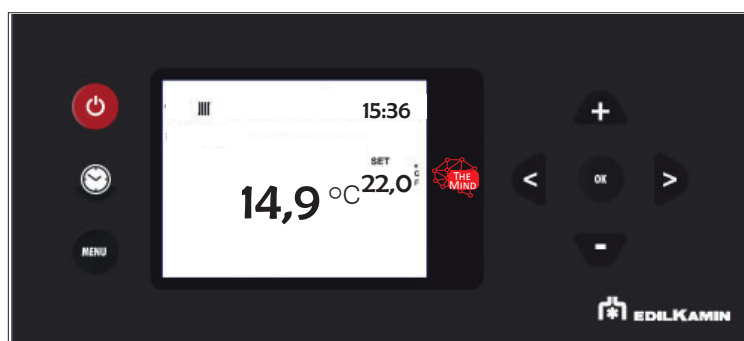 15:36
SET
22,0
°C
F
14,9 °C
THE
MIND
MENU
<
OK
>
+
-
EDILKAMIN